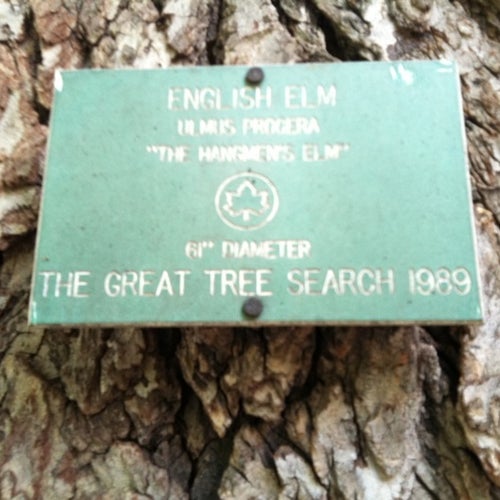 ENGLISH ELM
ULMUS PROCERA
"THE HANGMEN'S ELM"
61" DIAMETER
THE GREAT TREE SEARCH 1989